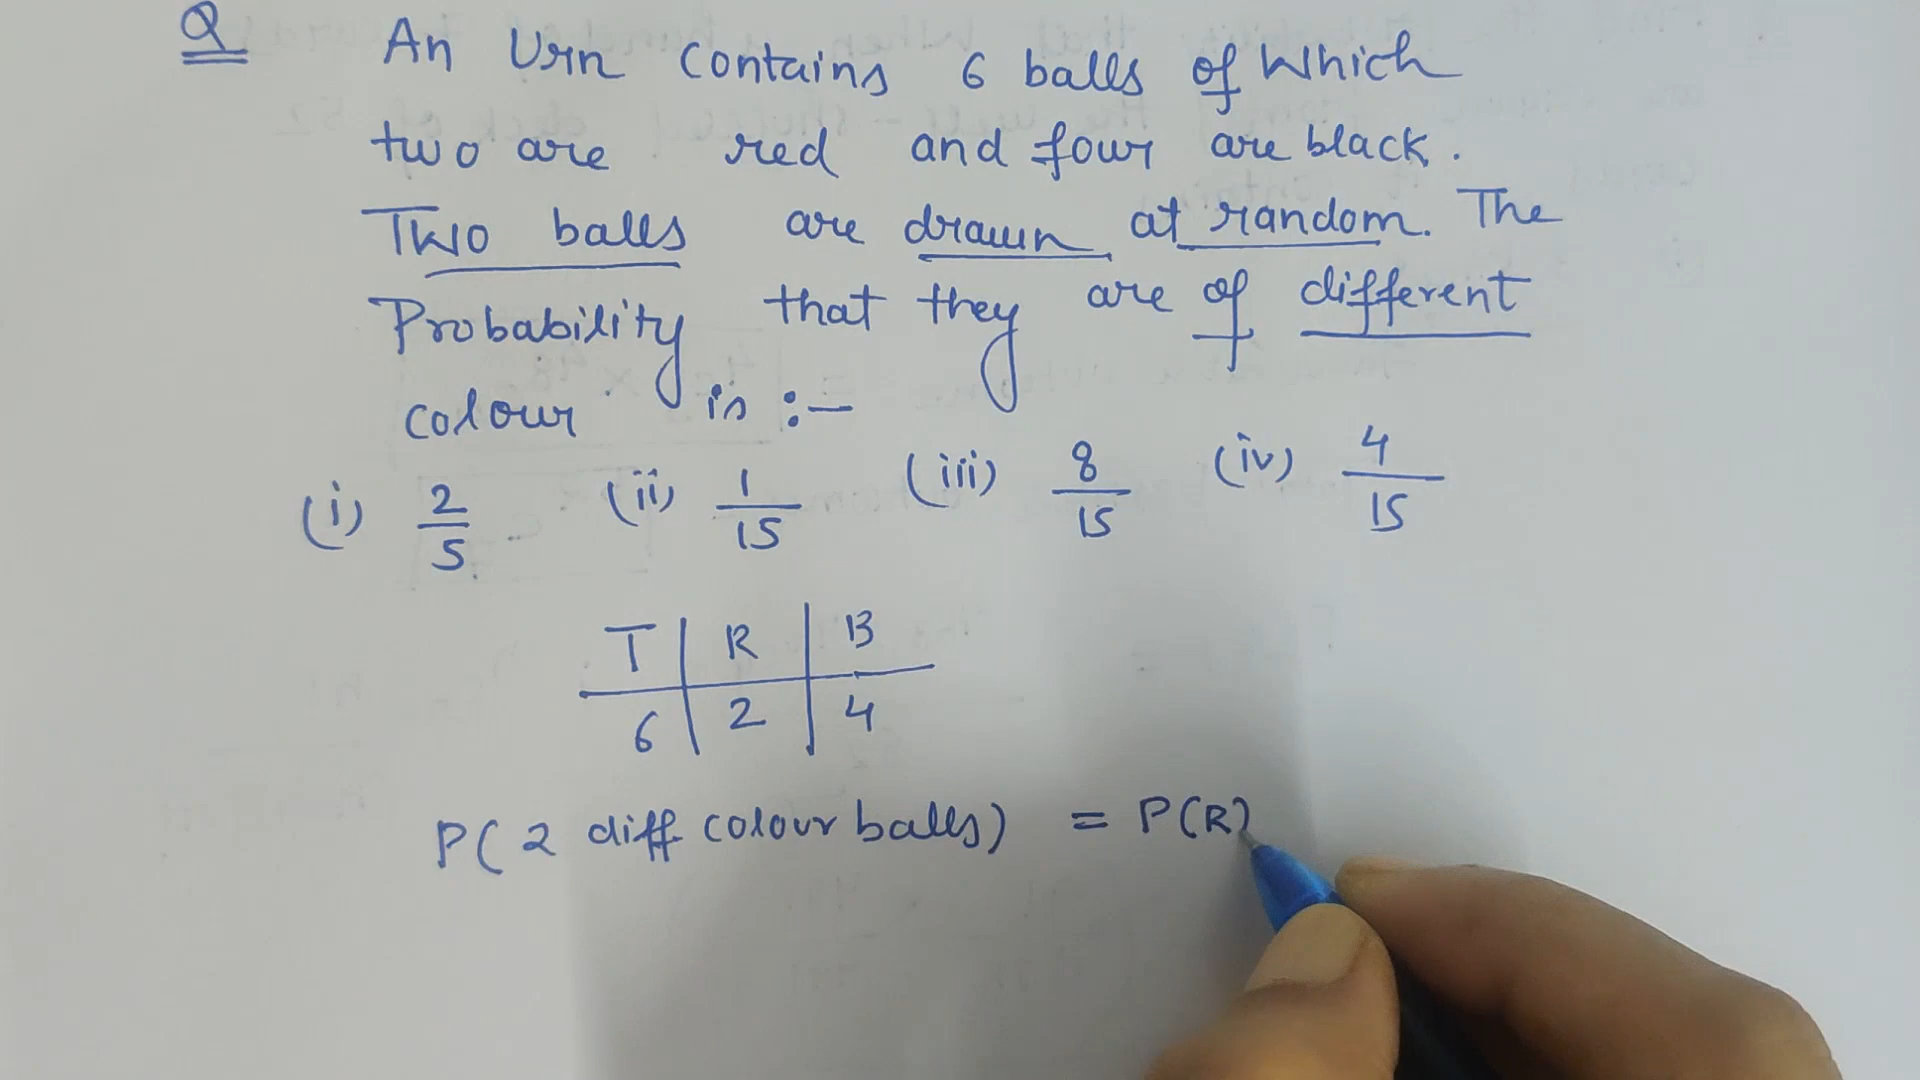 Q An Urn contains 6 balls of Which
two are red and four are black.
Two balls are drawn at random. The
Probability that they are of different
colour is :-
(i) 2/5 (ii) 1/15 (iii) 8/15 (iv) 4/15
T R B
6 2 4
P( 2 diff colour balls) = P(R)